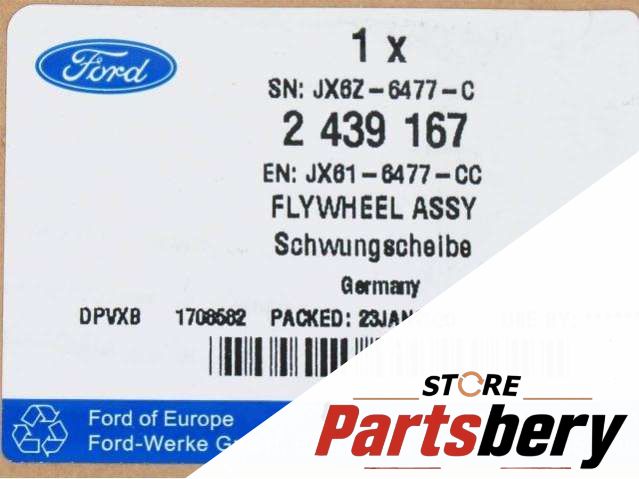 Ford
1 x
SN: JX6Z-6477-C
2 439 167
EN: JX61-6477-CC
FLYWHEEL ASSY
Schwungscheibe
Germany
DPVXB 1708582 PACKED: 23JAN
Ford of Europe
Ford-Werke
STORE
Partsbery